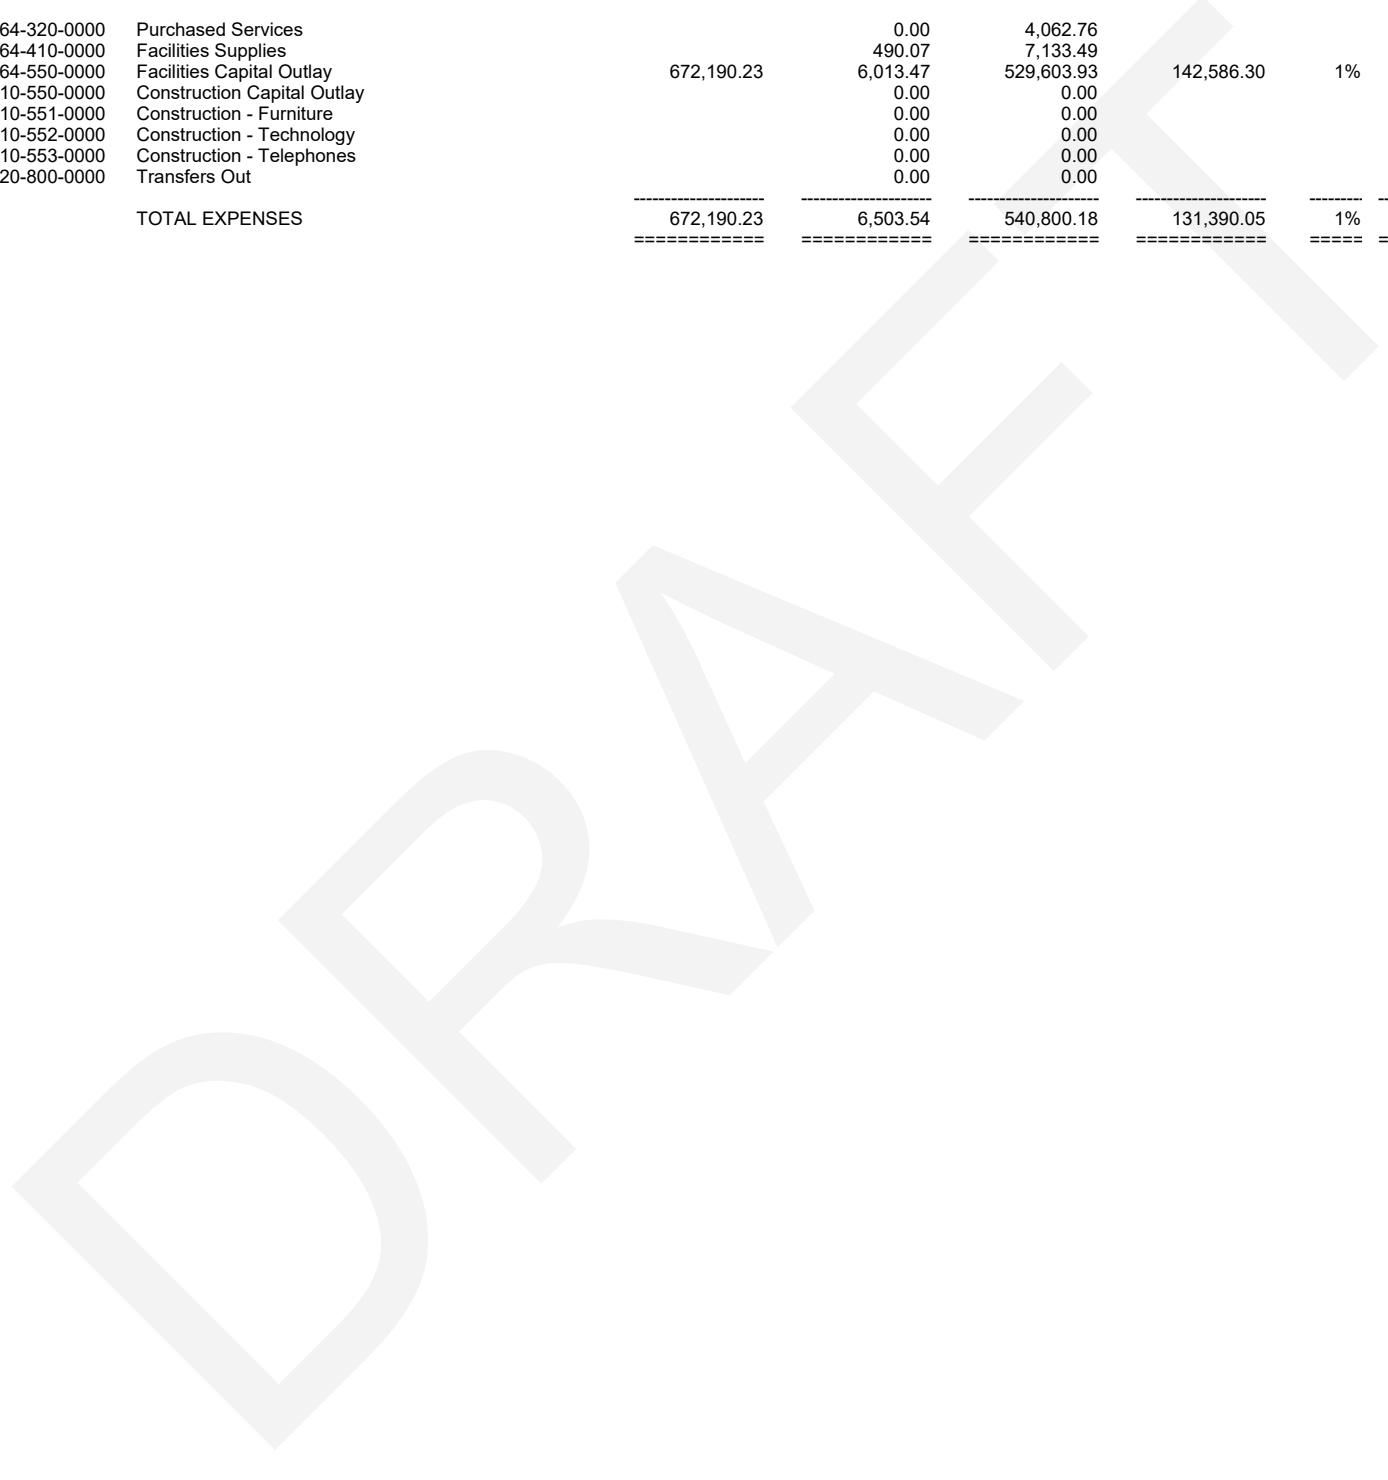 64-320-0000 Purchased Services 0.00 4,062.76
64-410-0000 Facilities Supplies 490.07 7,133.49
64-550-0000 Facilities Capital Outlay 672,190.23 6,013.47 529,603.93 142,586.30 1%
10-550-0000 Construction Capital Outlay 0.00 0.00
10-551-0000 Construction - Furniture 0.00 0.00
10-552-0000 Construction - Technology 0.00 0.00
10-553-0000 Construction - Telephones 0.00 0.00
20-800-0000 Transfers Out 0.00 0.00
TOTAL EXPENSES 672,190.23 6,503.54 540,800.18 131,390.05 1%
DRAFT